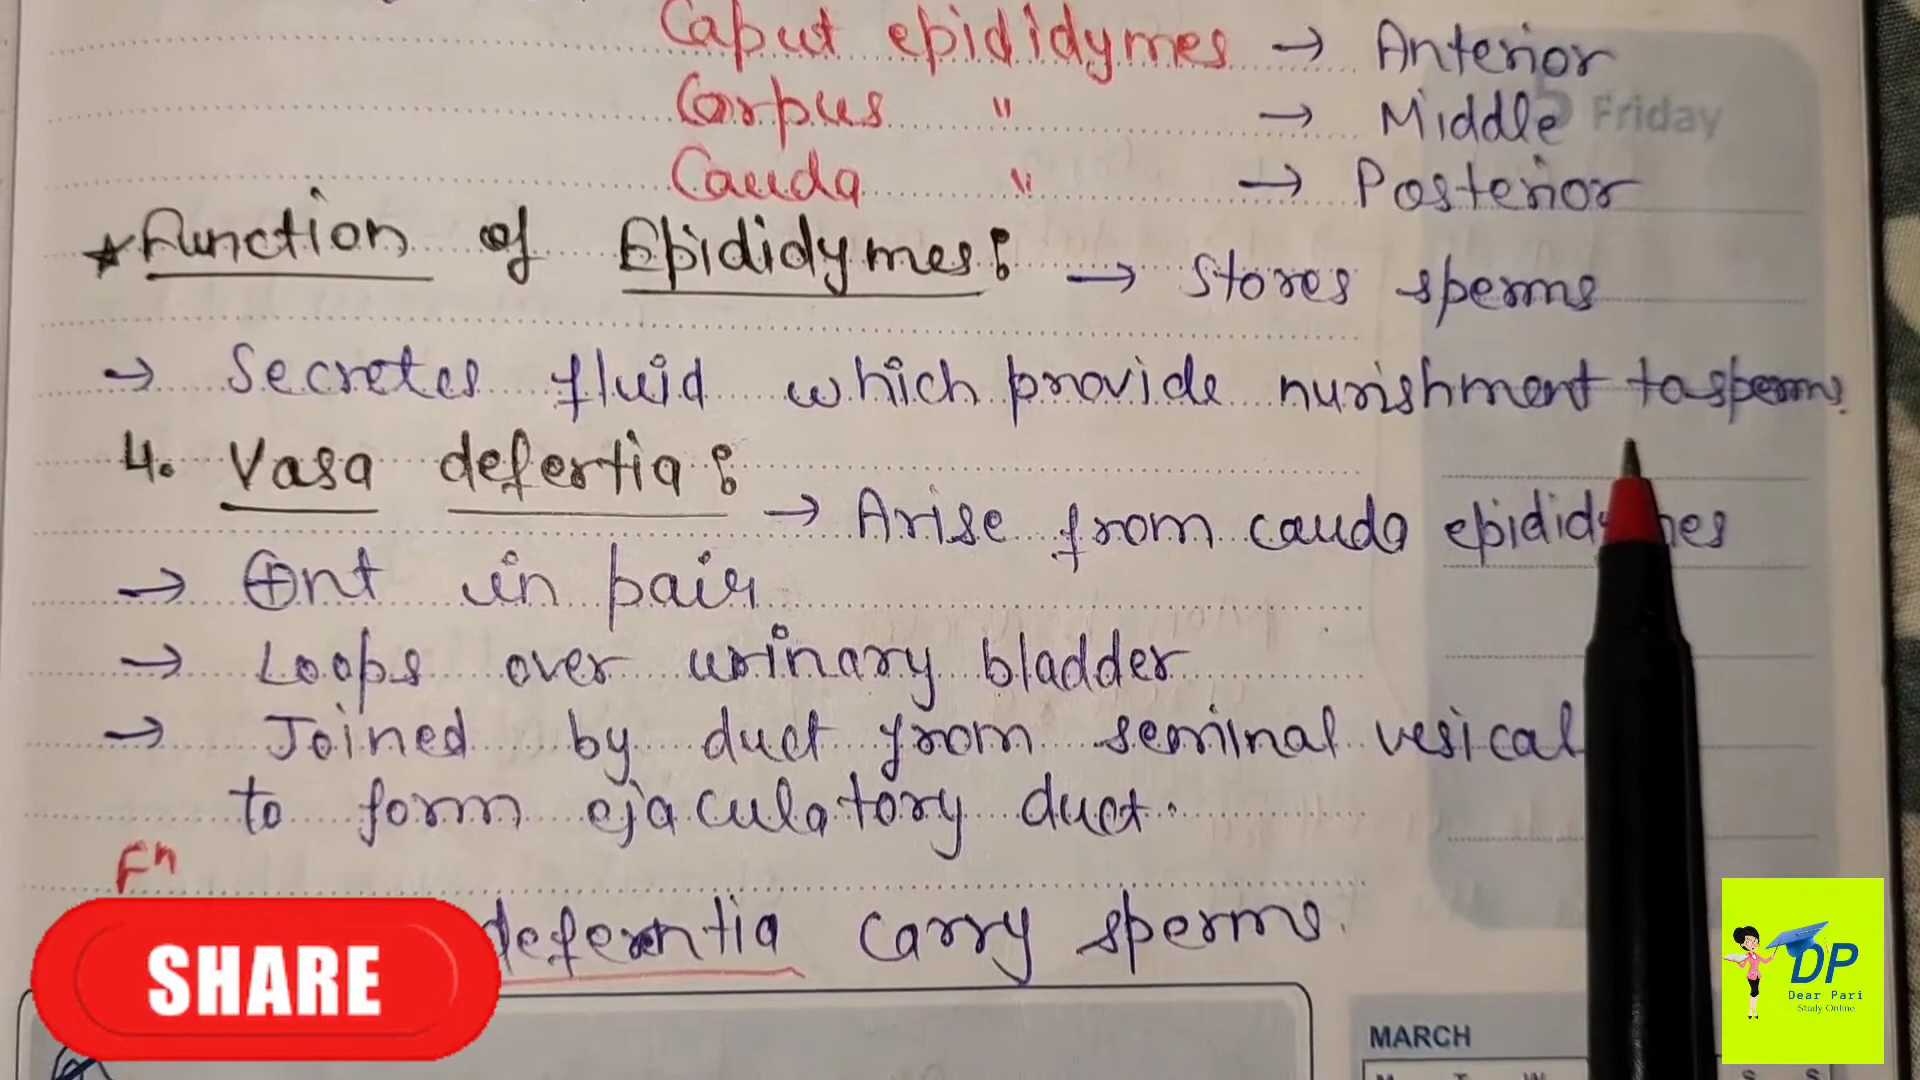 Caput epididymes → Anterior
Corpus " → Middle
Friday
Cauda " → Posterior
★ Function of Epididymes : → Stores sperms
→ Secretes fluid which provide nurishment to sperms.
4. Vasa defertia : → Arise from cauda epididymes
→ ⊕nt in pair
→ Loops over urinary bladder
→ Joined by duct from seminal vesical
to form ejaculatory duct.
Fn
deferentia carry sperms.
SHARE
DP
Dear Pari
Study Online
MARCH
M T W S S